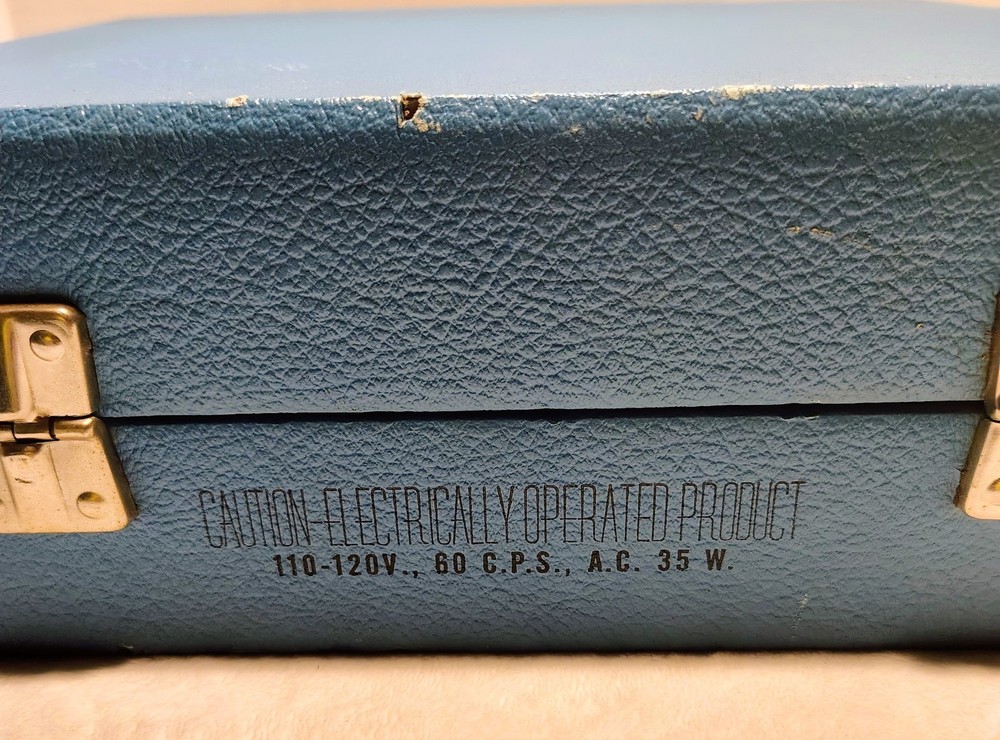 CAUTION-ELECTRICALLY OPERATED PRODUCT
110-120V., 60 C.P.S., A.C. 35 W.